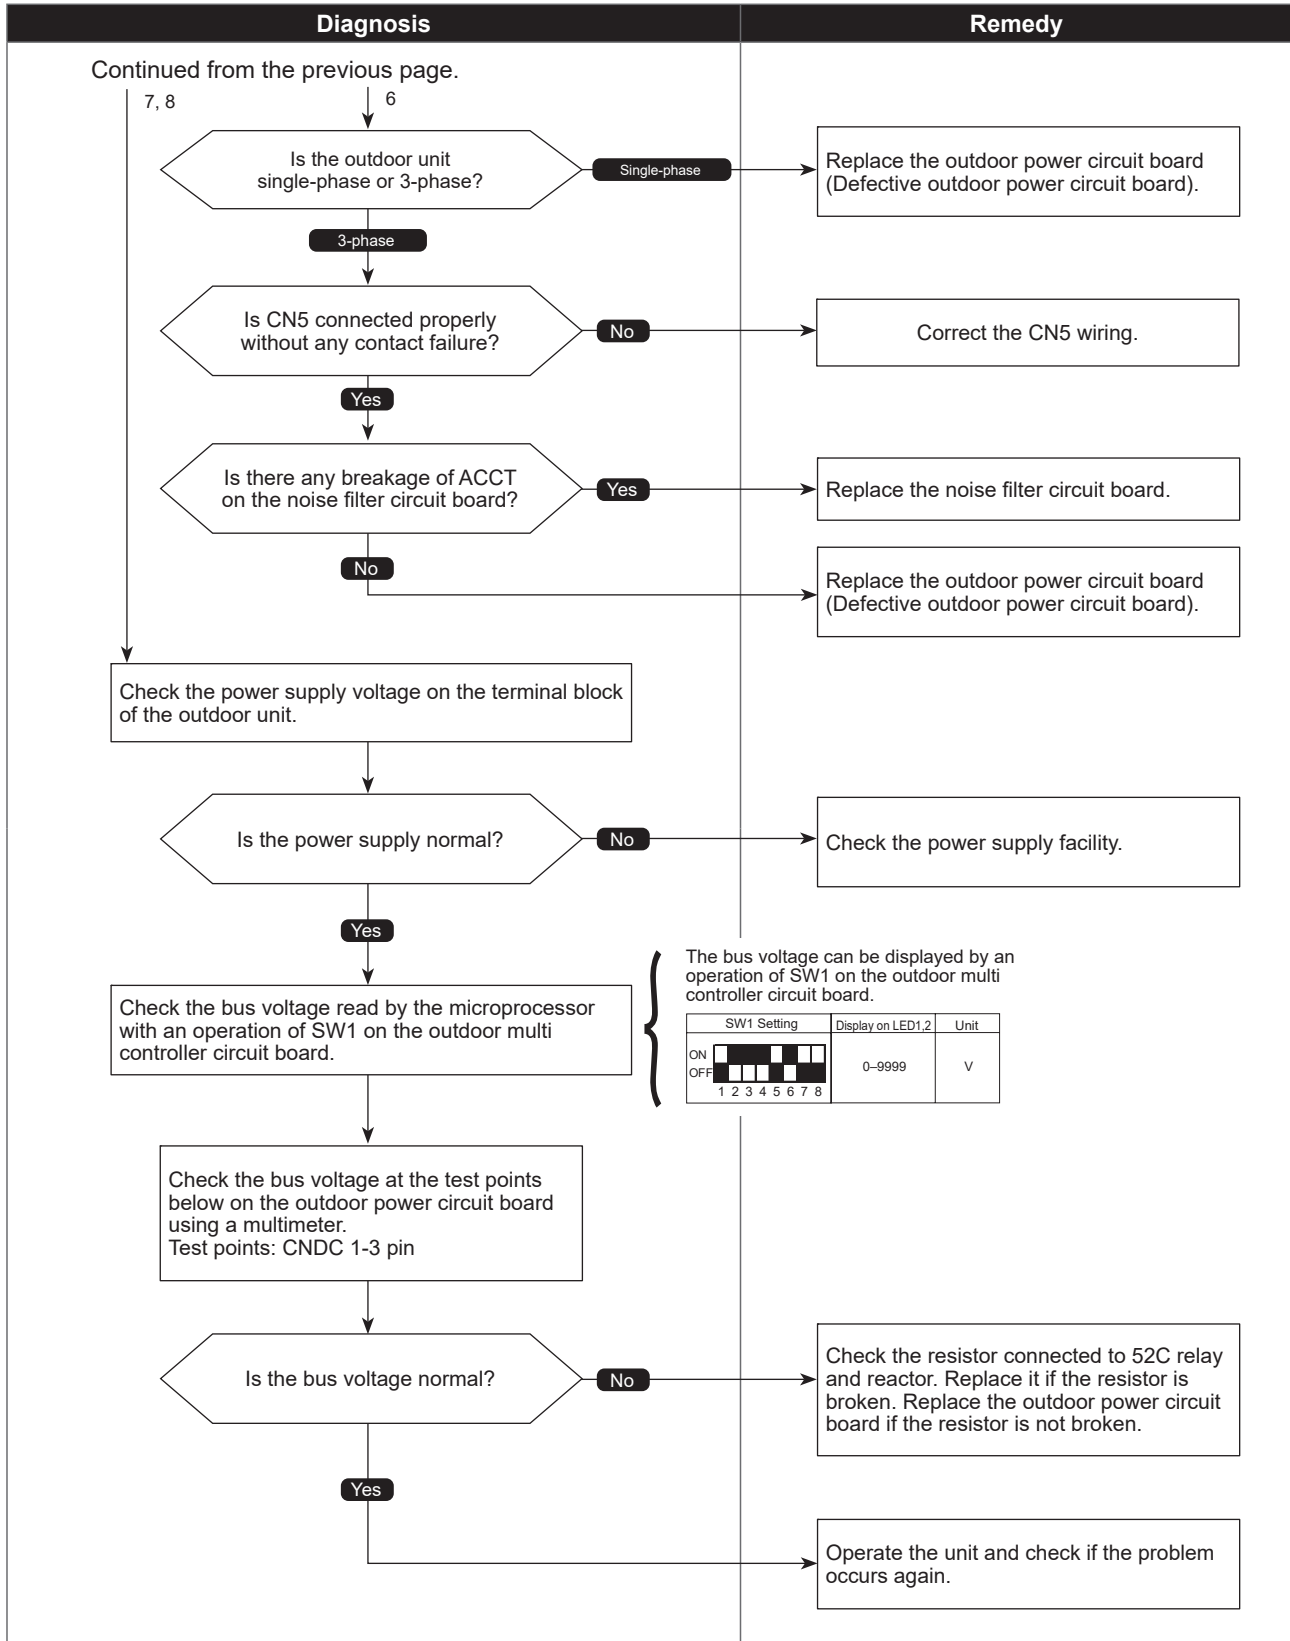 Diagnosis
Remedy
Continued from the previous page.
7, 8
6
Is the outdoor unit
single-phase or 3-phase?
Single-phase
Replace the outdoor power circuit board
(Defective outdoor power circuit board).
3-phase
Is CN5 connected properly
without any contact failure?
No
Correct the CN5 wiring.
Yes
Is there any breakage of ACCT
on the noise filter circuit board?
Yes
Replace the noise filter circuit board.
No
Replace the outdoor power circuit board
(Defective outdoor power circuit board).
Check the power supply voltage on the terminal block
of the outdoor unit.
Is the power supply normal?
No
Check the power supply facility.
Yes
Check the bus voltage read by the microprocessor
with an operation of SW1 on the outdoor multi
controller circuit board.
The bus voltage can be displayed by an
operation of SW1 on the outdoor multi
controller circuit board.
SW1 Setting
Display on LED1,2
Unit
ON
OFF
1 2 3 4 5 6 7 8
0–9999
V
Check the bus voltage at the test points
below on the outdoor power circuit board
using a multimeter.
Test points: CNDC 1-3 pin
Is the bus voltage normal?
No
Check the resistor connected to 52C relay
and reactor. Replace it if the resistor is
broken. Replace the outdoor power circuit
board if the resistor is not broken.
Yes
Operate the unit and check if the problem
occurs again.